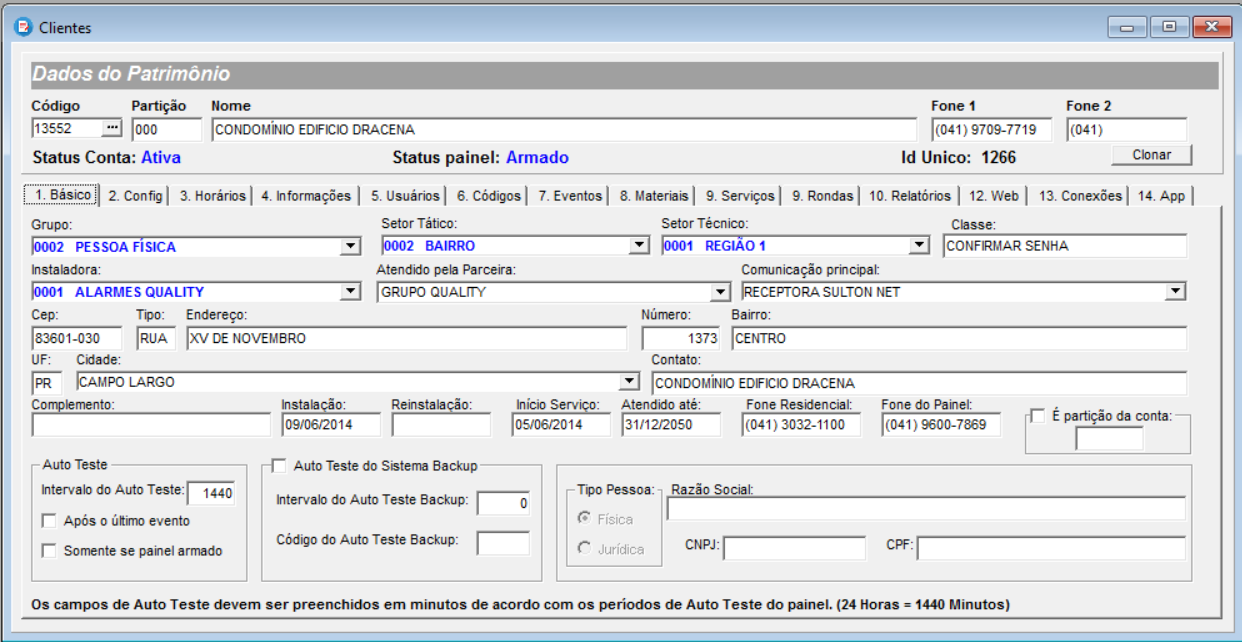 Clientes
Dados do Patrimônio
Código Partição Nome Fone 1 Fone 2
13552 ... 000 CONDOMÍNIO EDIFICIO DRACENA (041) 9709-7719 (041)
Status Conta: Ativa Status painel: Armado Id Unico: 1266 Clonar
1. Básico 2. Config 3. Horários 4. Informações 5. Usuários 6. Códigos 7. Eventos 8. Materiais 9. Serviços 9. Rondas 10. Relatórios 12. Web 13. Conexões 14. App
Grupo: Setor Tático: Setor Técnico: Classe:
0002 PESSOA FÍSICA 0002 BAIRRO 0001 REGIÃO 1 CONFIRMAR SENHA
Instaladora: Atendido pela Parceira: Comunicação principal:
0001 ALARMES QUALITY GRUPO QUALITY RECEPTORA SULTON NET
Cep: Tipo: Endereço: Número: Bairro:
83601-030 RUA XV DE NOVEMBRO 1373 CENTRO
UF: Cidade: Contato:
PR CAMPO LARGO CONDOMÍNIO EDIFICIO DRACENA
Complemento: Instalação: Reinstalação: Início Serviço: Atendido até: Fone Residencial: Fone do Painel: É partição da conta:
09/06/2014 05/06/2014 31/12/2050 (041) 3032-1100 (041) 9600-7869
Auto Teste Auto Teste do Sistema Backup
Intervalo do Auto Teste: 1440 Intervalo do Auto Teste Backup: 0 Tipo Pessoa: Razão Social:
Após o último evento Física
Somente se painel armado Código do Auto Teste Backup: Jurídica CNPJ: CPF:
Os campos de Auto Teste devem ser preenchidos em minutos de acordo com os períodos de Auto Teste do painel. (24 Horas = 1440 Minutos)